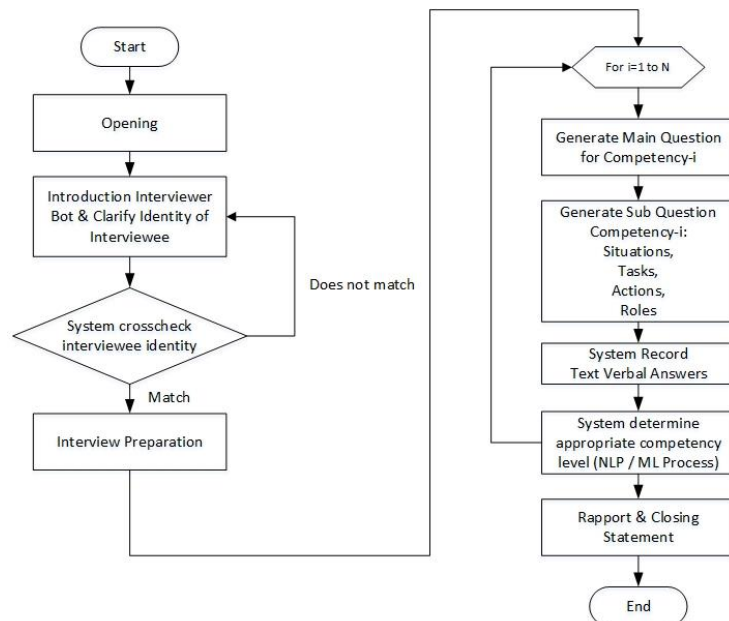 Start
Opening
Introduction Interviewer
Bot & Clarify Identity of
Interviewee
Does not match
System crosscheck
interviewee identity
Match
Interview Preparation
For i=1 to N
Generate Main Question
for Competency-i
Generate Sub Question
Competency-i:
Situations,
Tasks,
Actions,
Roles
System Record
Text Verbal Answers
System determine
appropriate competency
level (NLP / ML Process)
Rapport & Closing
Statement
End